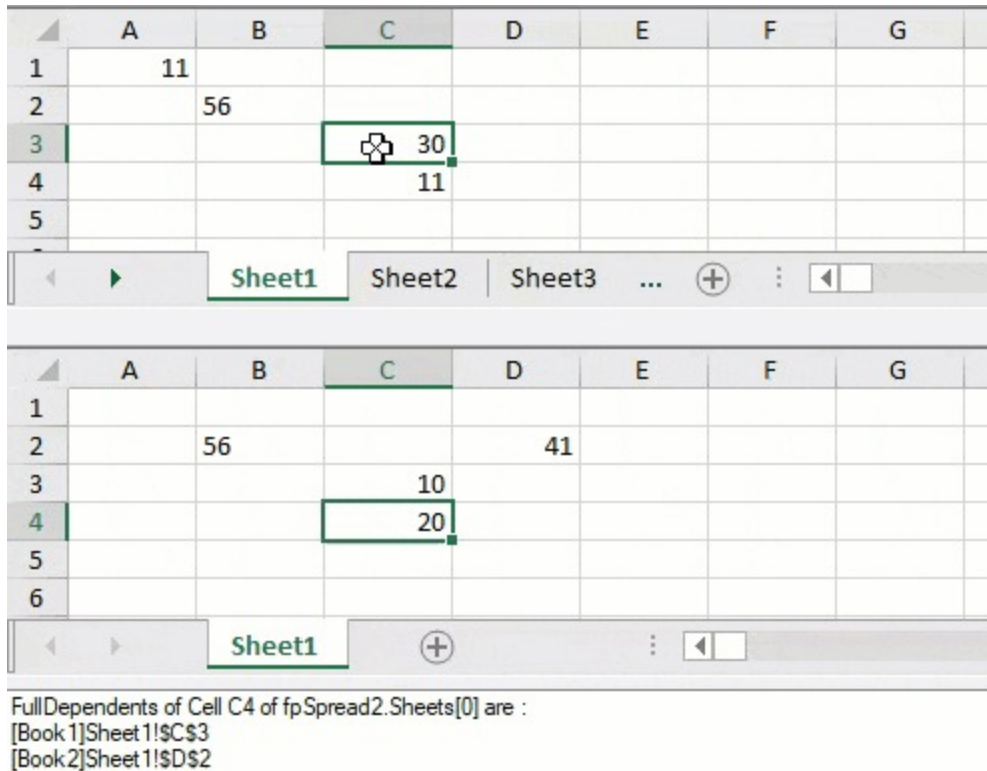 A B C D E F G
1 11
2 56
3 30
4 11
5
Sheet1 Sheet2 Sheet3 ...
A B C D E F G
1
2 56 41
3 10
4 20
5
6
Sheet1
FullDependents of Cell C4 of fpSpread2.Sheets[0] are :
[Book1]Sheet1!$C$3
[Book2]Sheet1!$D$2